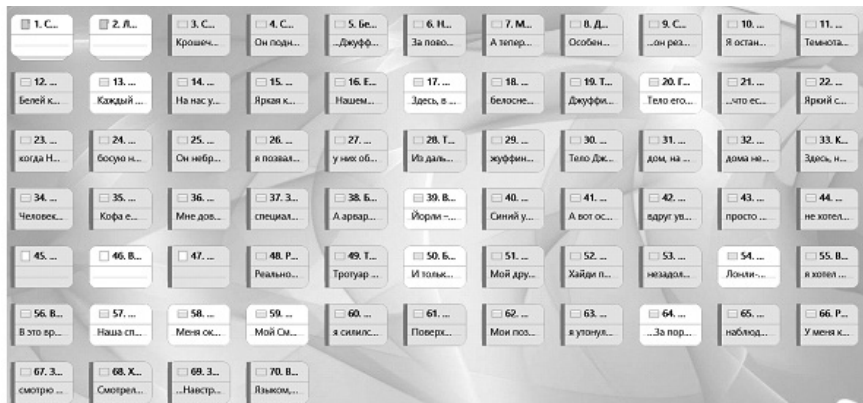 1. С...
2. Л...
3. С...
4. С...
5. Бе...
6. Н...
7. М...
8. Д...
9. С...
10. ...
11. ...
Крошеч...
Он подн...
...Джуфф...
За пово...
А тепер...
Особен...
...он рез...
Я остан...
Темнота...
12. ...
13. ...
14. ...
15. ...
16. Е...
17. ...
18. ...
19. Т...
20. Г...
21. ...
22. ...
Белей к...
Каждый ...
На нас у...
Яркая к...
Нашем...
Здесь, в ...
белосне...
Джуффи...
Тело его...
...что ес...
Яркий с...
23. ...
24. ...
25. ...
26. ...
27. ...
28. Т...
29. ...
30. ...
31. ...
32. ...
33. К...
когда Н...
босую н...
Он небр...
я позвал...
у них об...
Из даль...
жуффин...
Тело Дж...
дом, на ...
дома не...
Здесь, н...
34. ...
35. ...
36. ...
37. З...
38. Б...
39. В...
40. ...
41. ...
42. ...
43. ...
44. ...
Человек...
Кофа е...
Мне дов...
специал...
А арвар...
Йорли –...
Синий у...
А вот ос...
вдруг ув...
просто ...
не хотел...
45. ...
46. В...
47. ...
48. Р...
49. Т...
50. Б...
51. ...
52. ...
53. ...
54. ...
55. В...
Реально...
Тротуар ...
И тольк...
Мой дру...
Хайди п...
незадол...
Лонли-...
я хотел ...
56. В...
57. ...
58. ...
59. ...
60. ...
61. ...
62. ...
63. ...
64. ...
65. ...
66. Р...
В это вр...
Наша сп...
Меня ок...
Мой См...
я силилс...
Поверх...
Мои поз...
я утонул...
...За пор...
наблюд...
У меня к...
67. З...
68. Х...
69. З...
70. В...
смотрю ...
Смотрел...
...Навстр...
Языком,...